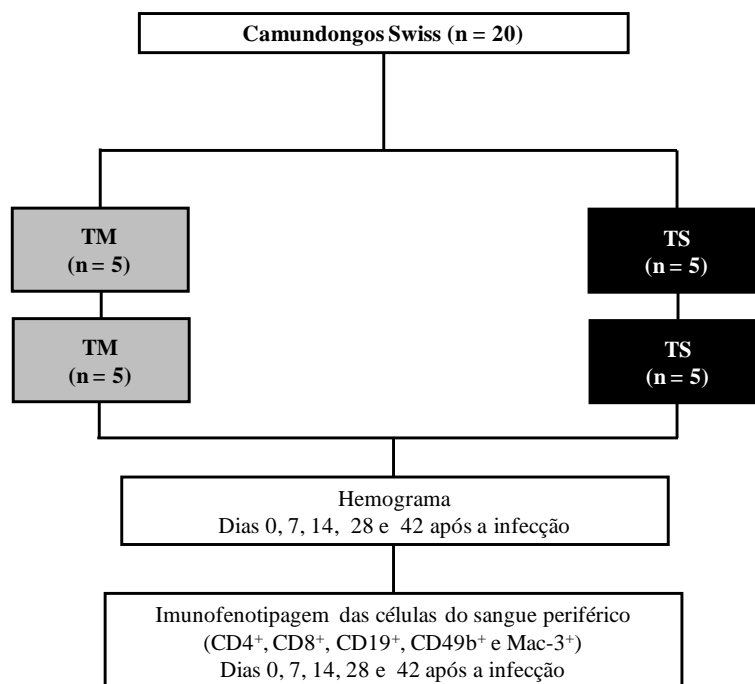 Camundongos Swiss (n = 20)
TM
(n = 5)
TS
(n = 5)
TM
(n = 5)
TS
(n = 5)
Hemograma
Dias 0, 7, 14, 28 e 42 após a infecção
Imunofenotipagem das células do sangue periférico
(CD4⁺, CD8⁺, CD19⁺, CD49b⁺ e Mac-3⁺)
Dias 0, 7, 14, 28 e 42 após a infecção